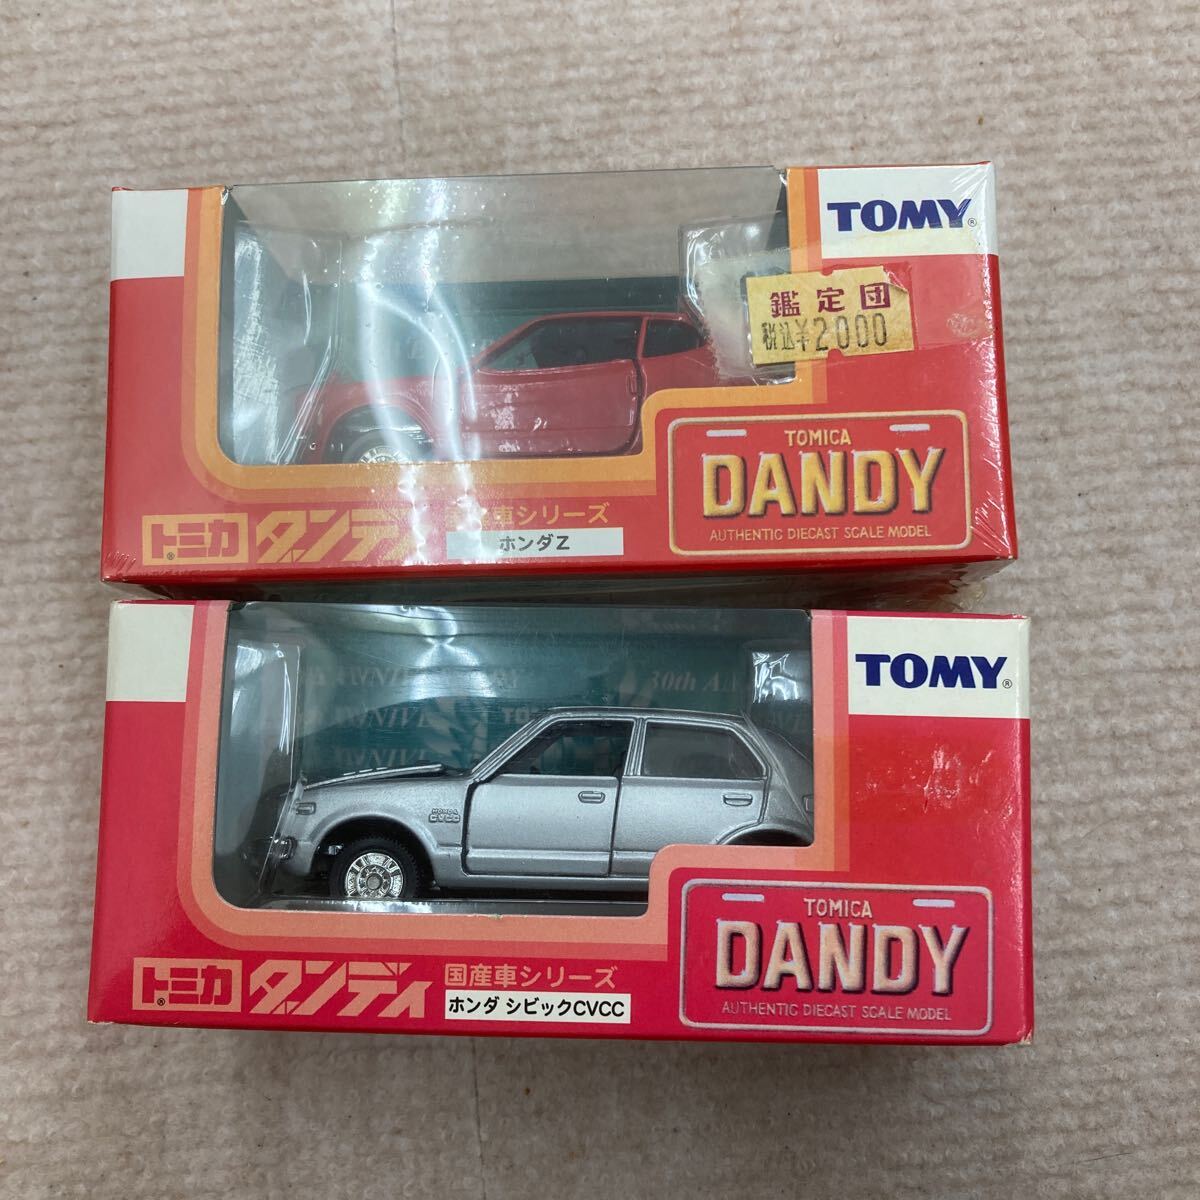 TOMY®
鑑定団
税込¥2000
TOMICA
DANDY
AUTHENTIC DIECAST SCALE MODEL
トミカ® ダンディ
車シリーズ
ホンダZ
TOMY®
30th
HONDA
CVCC
TOMICA
DANDY
AUTHENTIC DIECAST SCALE MODEL
トミカ® ダンディ
国産車シリーズ
ホンダ シビックCVCC